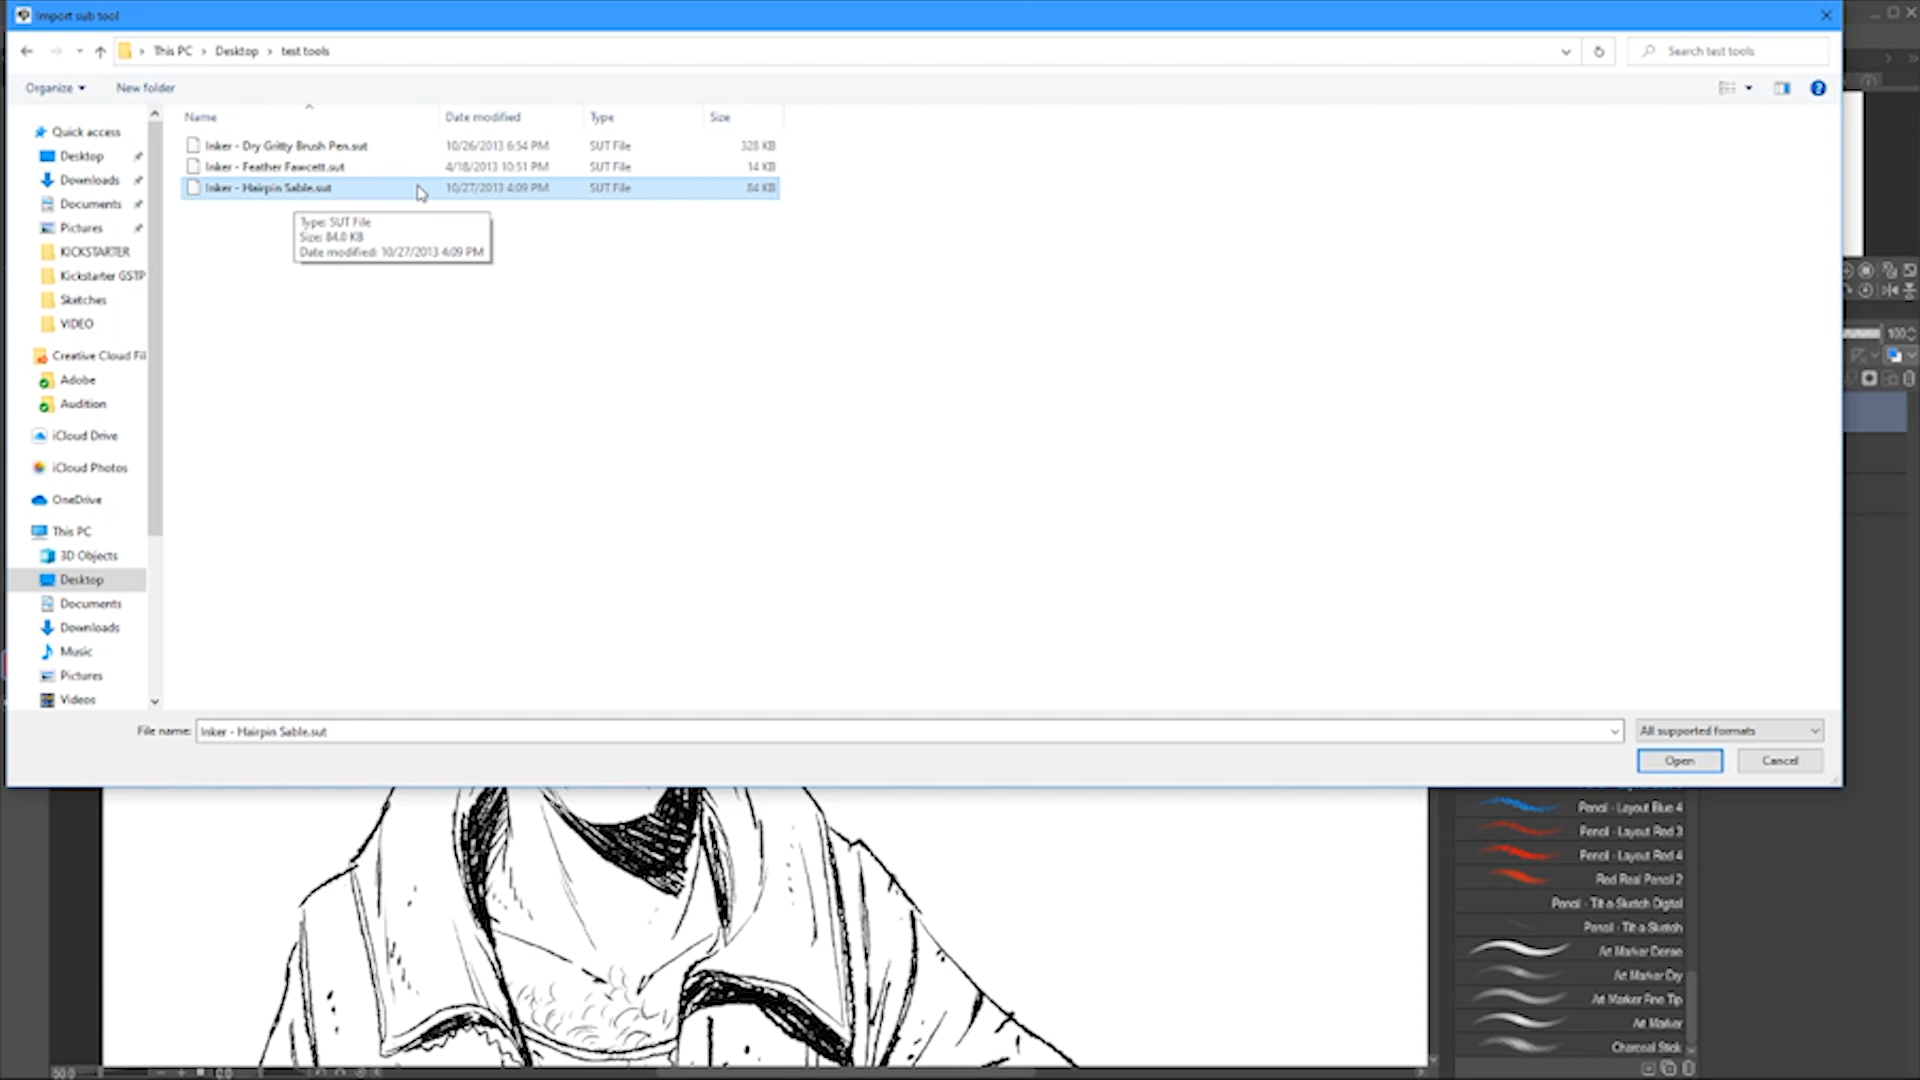 Import sub tool
This PC > Desktop > test tools
Search test tools
Organize
New folder
Name
Date modified
Type
Size
Inker - Dry Gritty Brush Pen.sut 10/26/2013 6:54 PM SUT File 328 KB
Inker - Feather Fawcett.sut 4/18/2013 10:51 PM SUT File 14 KB
Inker - Hairpin Sable.sut 10/27/2013 4:09 PM SUT File 84 KB
Type: SUT File
Size: 84.0 KB
Date modified: 10/27/2013 4:09 PM
Quick access
Desktop
Downloads
Documents
Pictures
KICKSTARTER
Kickstarter GSTP
Sketches
VIDEO
Creative Cloud Fil
Adobe
Audition
iCloud Drive
iCloud Photos
OneDrive
This PC
3D Objects
Desktop
Documents
Downloads
Music
Pictures
Videos
File name: Inker - Hairpin Sable.sut
All supported formats
Open
Cancel
100
Pencil - Layout Blue 4
Pencil - Layout Red 3
Pencil - Layout Red 4
Red Real Pencil 2
Pencil - Tilt-a-Sketch Digital
Pencil - Tilt-a-Sketch
Art Marker Dense
Art Marker Dry
Art Marker Fine Tip
Art Marker
Charcoal Stick
50.0
0.0